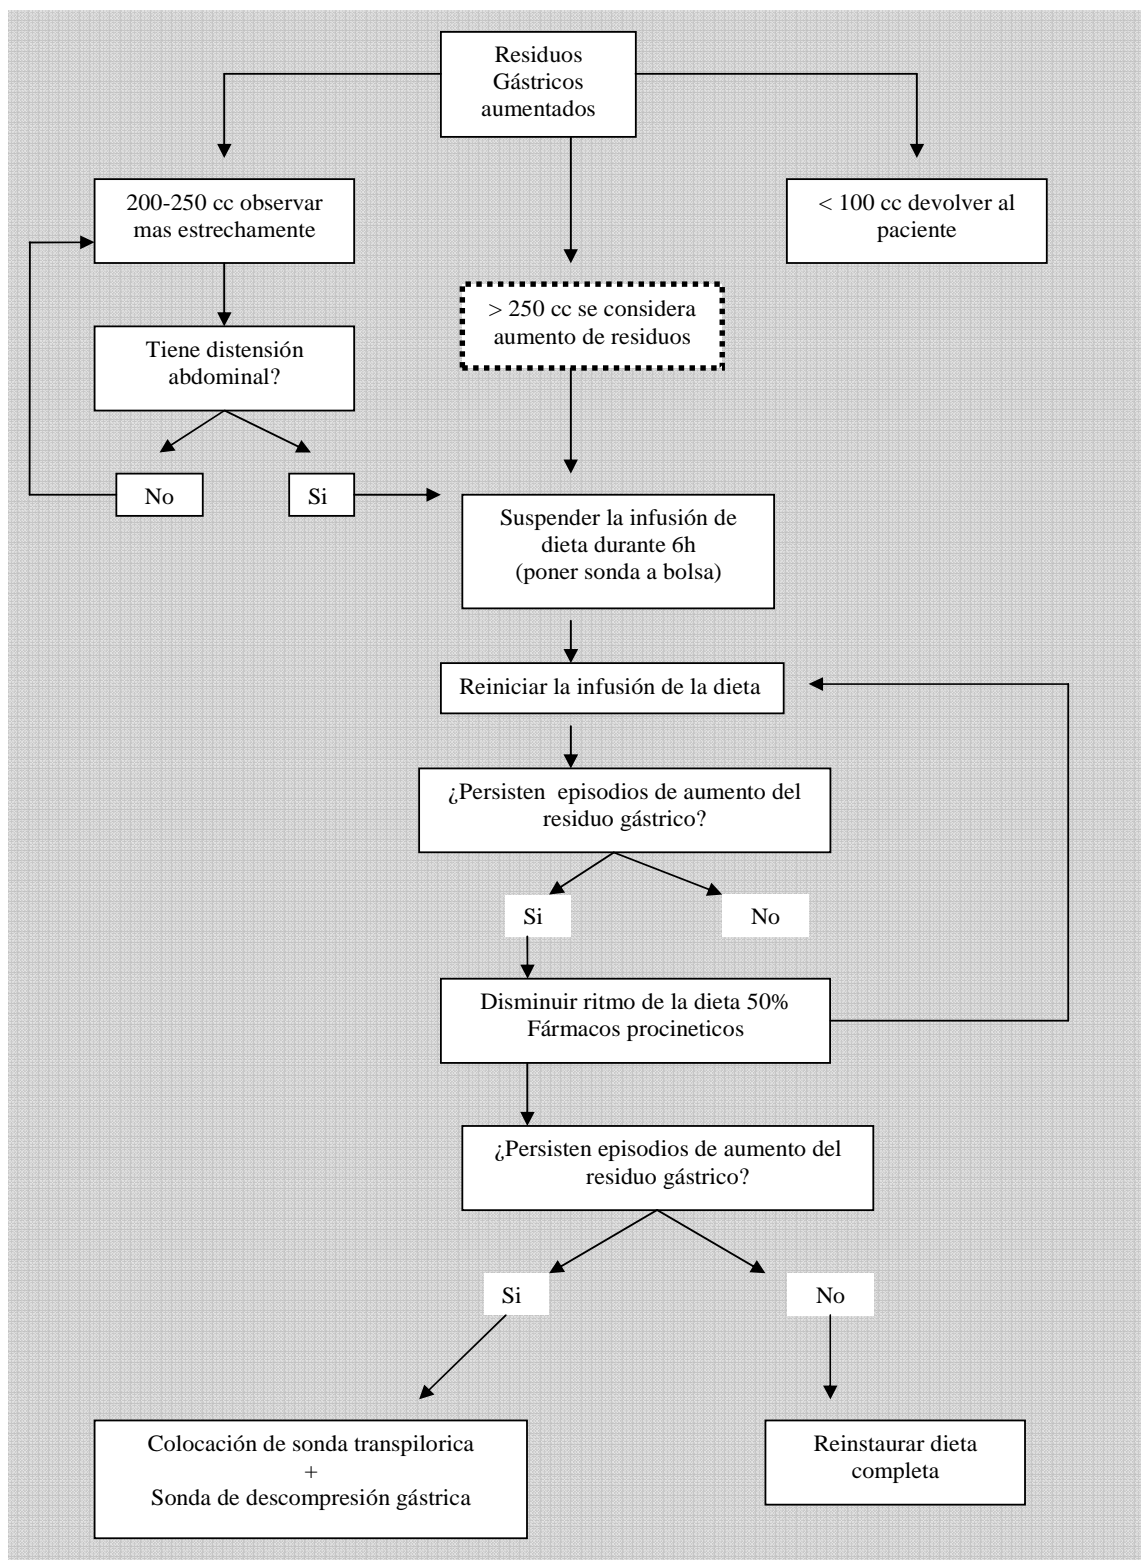 Residuos
Gástricos
aumentados
200-250 cc observar
mas estrechamente
< 100 cc devolver al
paciente
> 250 cc se considera
aumento de residuos
Tiene distensión
abdominal?
No
Si
Suspender la infusión de
dieta durante 6h
(poner sonda a bolsa)
Reiniciar la infusión de la dieta
¿Persisten episodios de aumento del
residuo gástrico?
Si
No
Disminuir ritmo de la dieta 50%
Fármacos procineticos
¿Persisten episodios de aumento del
residuo gástrico?
Si
No
Colocación de sonda transpilorica
+
Sonda de descompresión gástrica
Reinstaurar dieta
completa